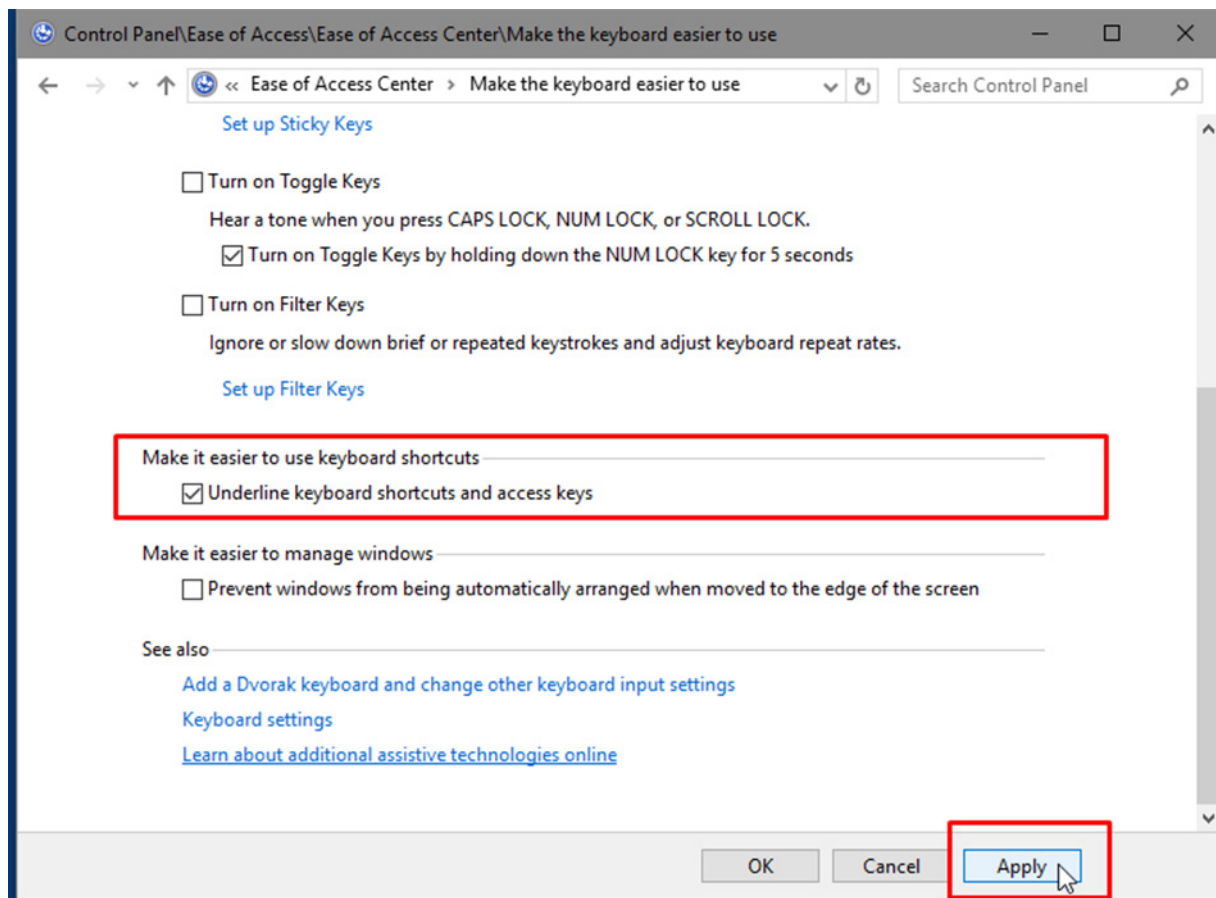 Control Panel\Ease of Access\Ease of Access Center\Make the keyboard easier to use
« Ease of Access Center > Make the keyboard easier to use
Search Control Panel
Set up Sticky Keys
Turn on Toggle Keys
Hear a tone when you press CAPS LOCK, NUM LOCK, or SCROLL LOCK.
Turn on Toggle Keys by holding down the NUM LOCK key for 5 seconds
Turn on Filter Keys
Ignore or slow down brief or repeated keystrokes and adjust keyboard repeat rates.
Set up Filter Keys
Make it easier to use keyboard shortcuts
Underline keyboard shortcuts and access keys
Make it easier to manage windows
Prevent windows from being automatically arranged when moved to the edge of the screen
See also
Add a Dvorak keyboard and change other keyboard input settings
Keyboard settings
Learn about additional assistive technologies online
OK
Cancel
Apply